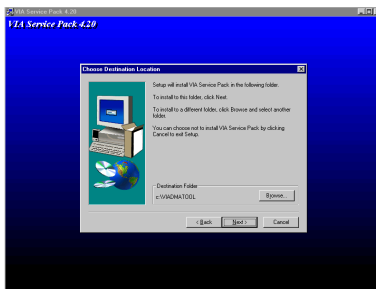 VIA Service Pack 4.20
VIA Service Pack 4.20
Choose Destination Location
Setup will install VIA Service Pack in the following folder.
To install to this folder, click Next.
To install to a different folder, click Browse and select another
folder.
You can choose not to install VIA Service Pack by clicking
Cancel to exit Setup.
Destination Folder
c:\VIADMATOOL
Browse...
< Back
Next >
Cancel